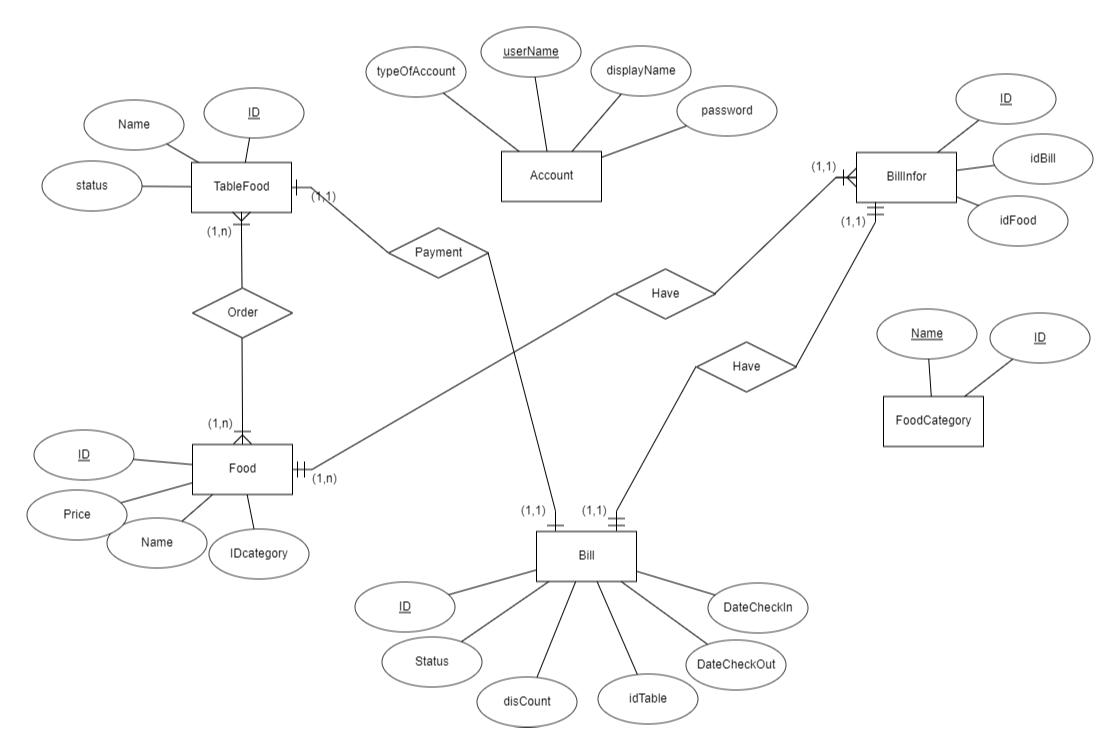 userName
typeOfAccount
displayName
password
Account
ID
Name
status
TableFood
(1,1)
(1,n)
ID
idBill
idFood
BillInfor
(1,1)
(1,1)
Payment
Have
Have
Order
Name
ID
FoodCategory
(1,n)
Food
(1,n)
ID
Price
Name
IDcategory
(1,1)
(1,1)
Bill
ID
Status
disCount
idTable
DateCheckOut
DateCheckIn